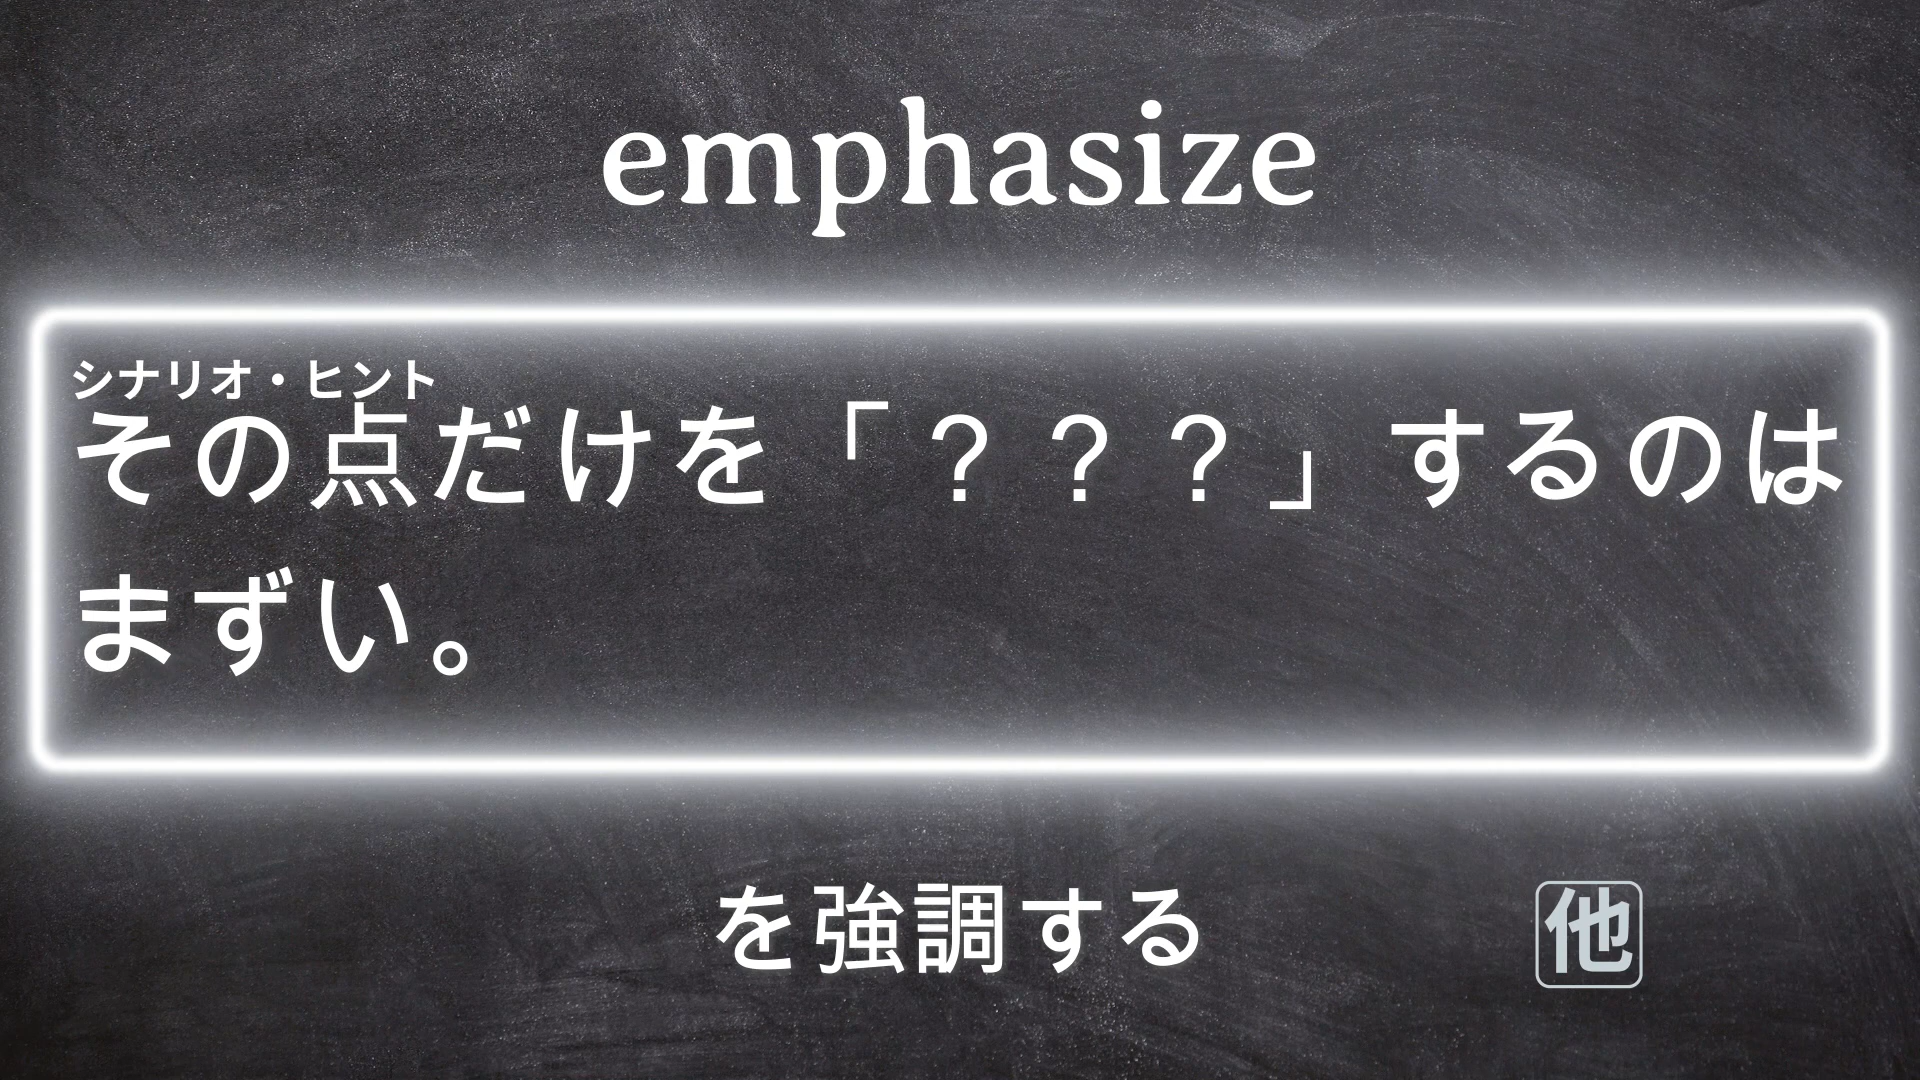 emphasize
シナリオ・ヒント
その点だけを「？？？」するのは
まずい。
を強調する
他